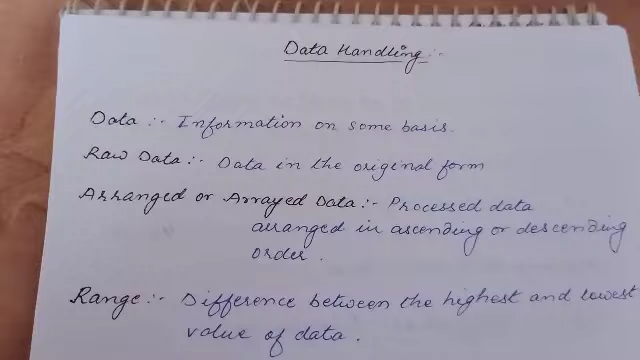 Data Handling :-
Data :- Information on some basis.
Raw Data :- Data in the original form
Arranged or Arrayed Data :- Processed data
arranged in ascending or descending
order.
Range :- Difference between the highest and lowest
value of data.